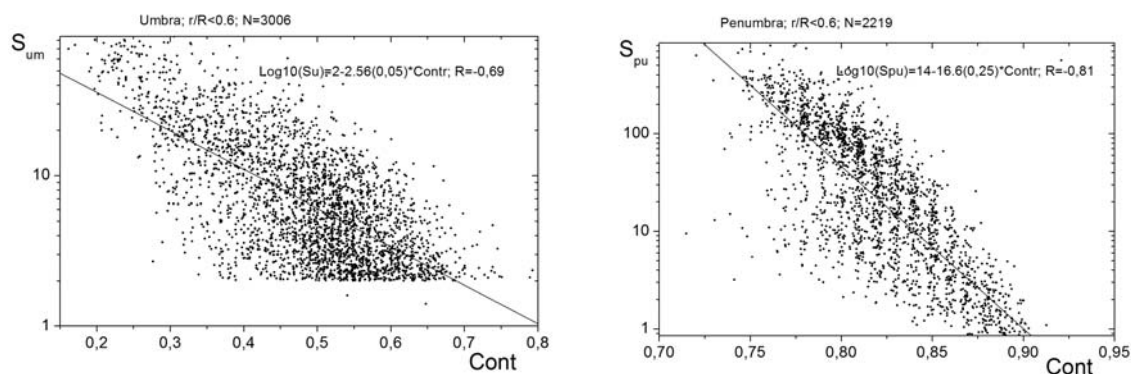 Umbra; r/R<0.6; N=3006
S_um
Log10(Su)=2-2.56(0,05)*Contr; R=-0,69
10
1
0,2 0,3 0,4 0,5 0,6 0,7 0,8
Cont
Penumbra; r/R<0.6; N=2219
S_pu
Log10(Spu)=14-16.6(0,25)*Contr; R=-0,81
100
10
1
0,70 0,75 0,80 0,85 0,90 0,95
Cont